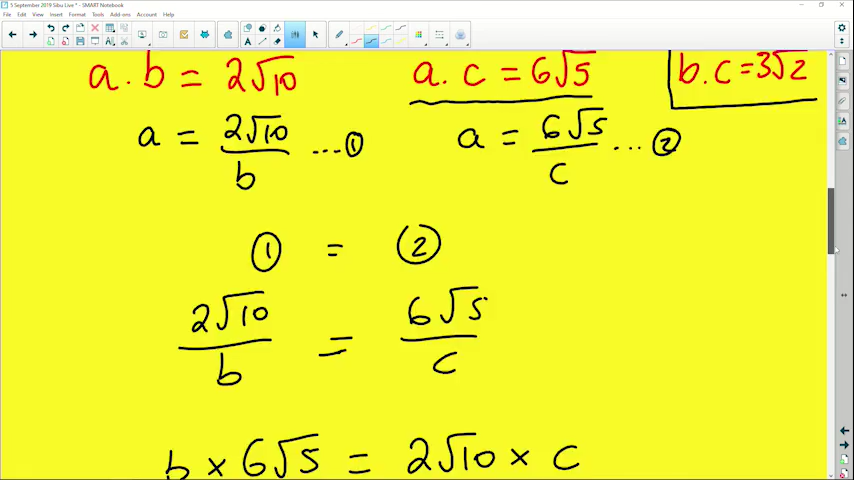 5 September 2019 Sibu Live * - SMART Notebook
File Edit View Insert Format Tools Add-ons Account Help
a.b = 2√10 a.c = 6√5 b.c = 3√2
a = 2√10/b ...① a = 6√5/c ...②
① = ②
2√10/b = 6√5/c
b × 6√5 = 2√10 × c